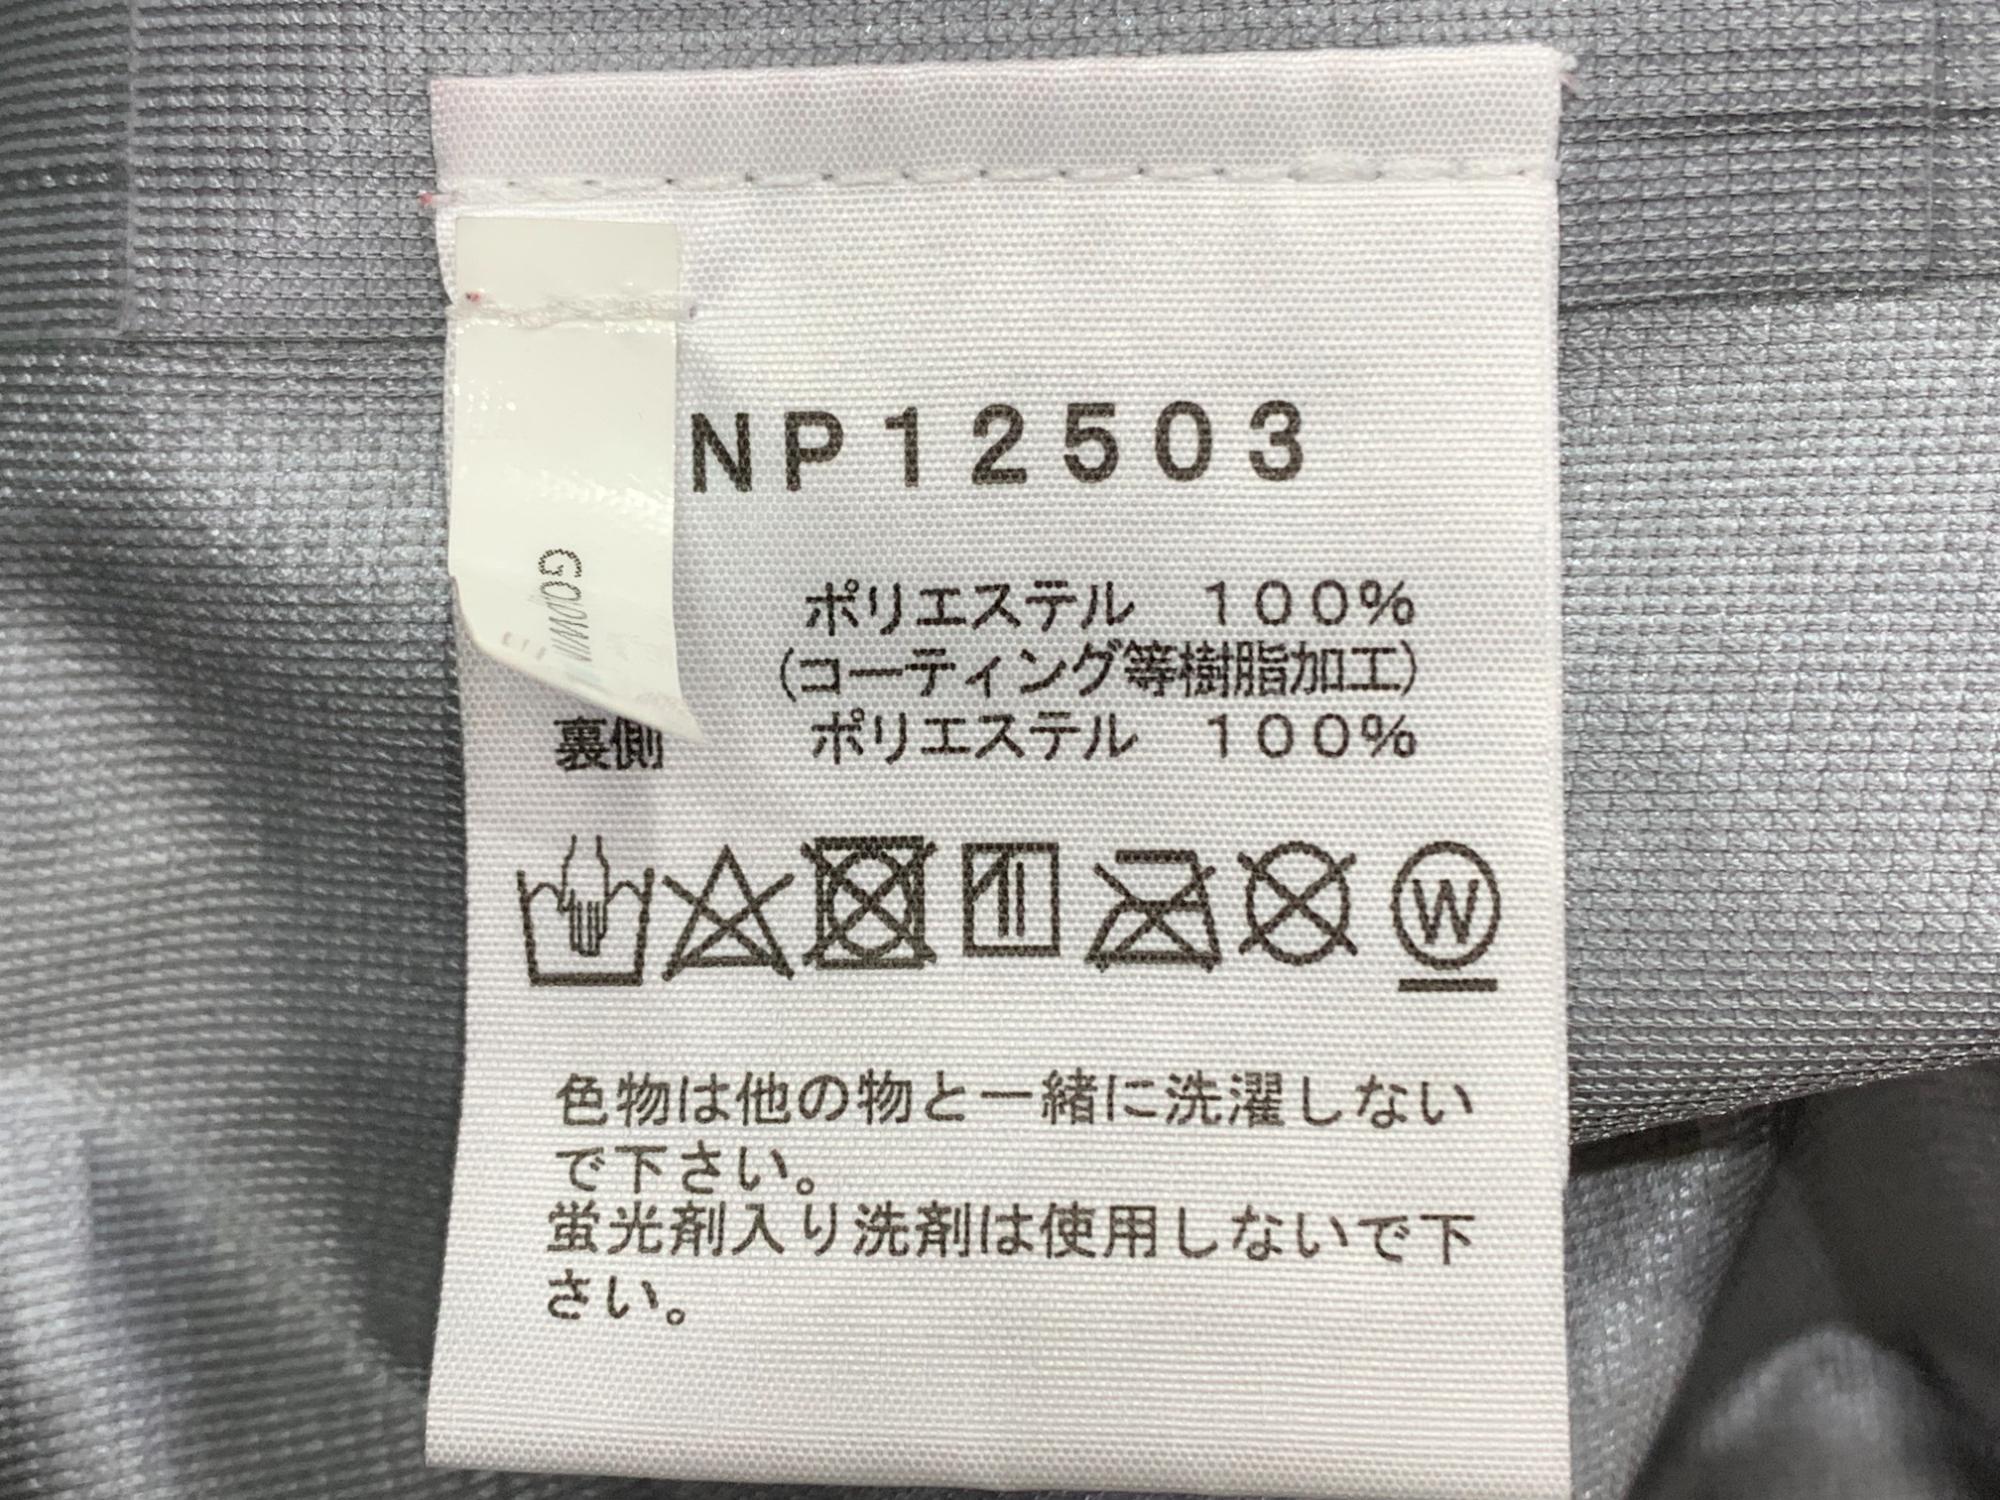 NP12503
ポリエステル 100%
(コーティング等樹脂加工)
裏側 ポリエステル 100%
W
色物は他の物と一緒に洗濯しない
で下さい。
蛍光剤入り洗剤は使用しないで下
さい。